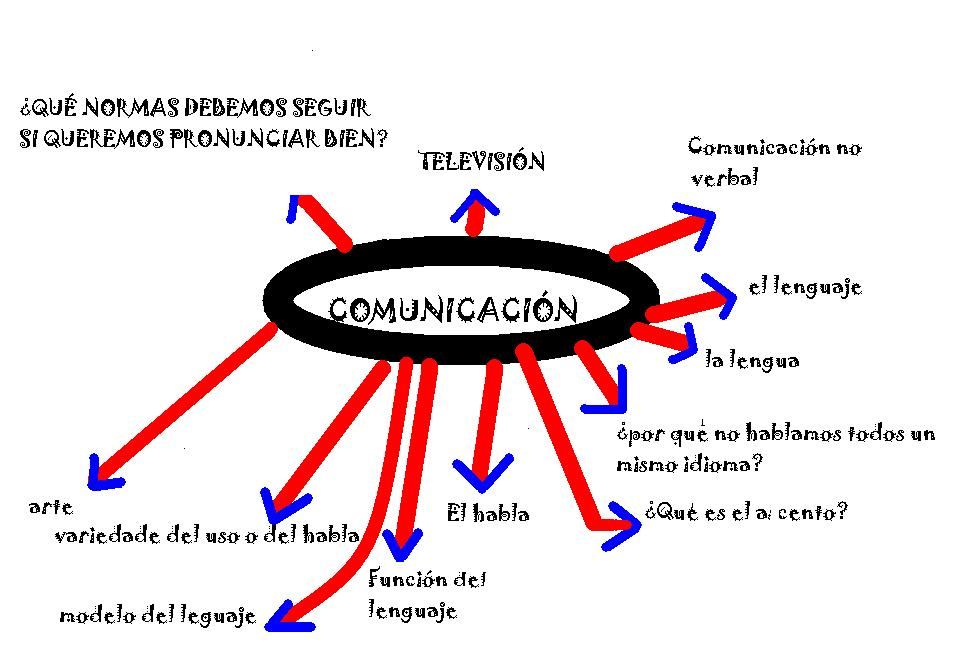 ¿QUÉ NORMAS DEBEMOS SEGUIR
SI QUEREMOS PRONUNCIAR BIEN?
TELEVISIÓN
Comunicación no
verbal
el lenguaje
COMUNICACIÓN
la lengua
¿por qué no hablamos todos un
mismo idioma?
arte
El habla
¿Qué es el acento?
variedade del uso o del habla
Función del
lenguaje
modelo del leguaje